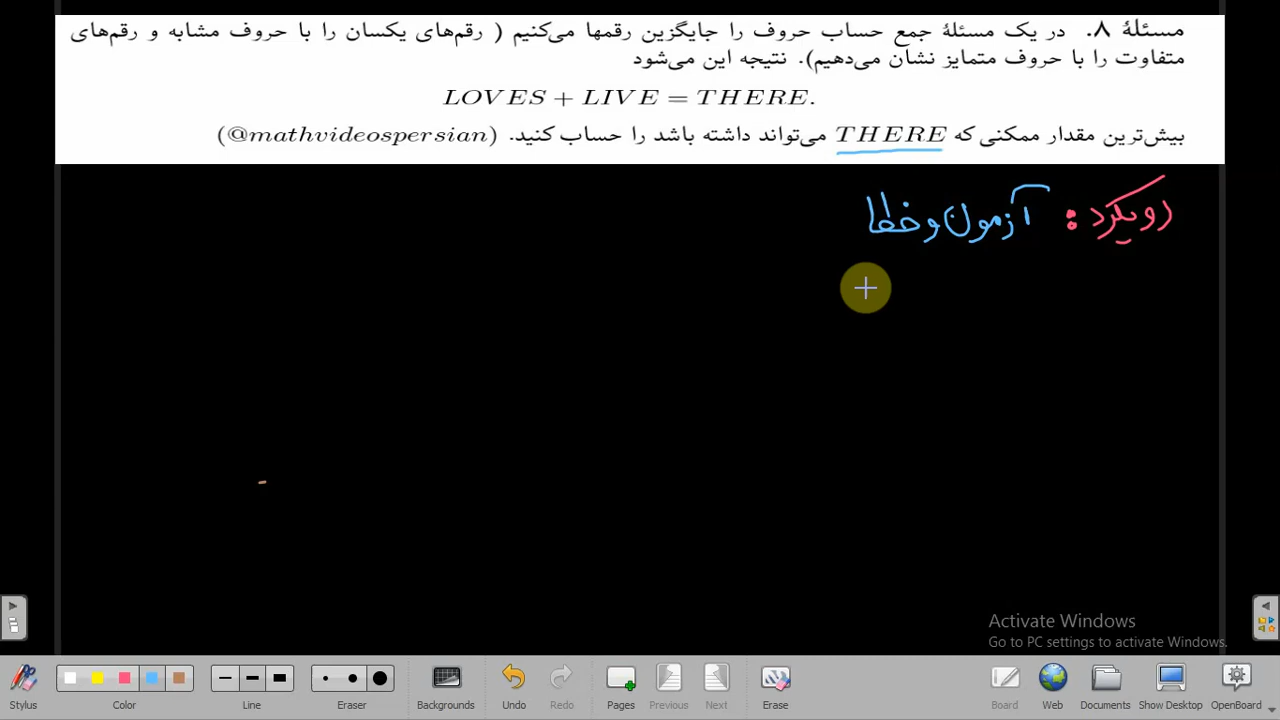 مسئلهٔ ۸. در یک مسئلهٔ جمع حساب حروف را جایگزین رقمها می‌کنیم ( رقم‌های یکسان را با حروف مشابه و رقم‌های
متفاوت را با حروف متمایز نشان می‌دهیم). نتیجه این می‌شود
LOVES + LIVE = THERE.
بیش‌ترین مقدار ممکنی که THERE می‌تواند داشته باشد را حساب کنید. (@mathvideospersian)
رویکرد : آزمون و خطا
Activate Windows
Go to PC settings to activate Windows.
Stylus Color Line Eraser Backgrounds Undo Redo Pages Previous Next Erase Board Web Documents Show Desktop OpenBoard